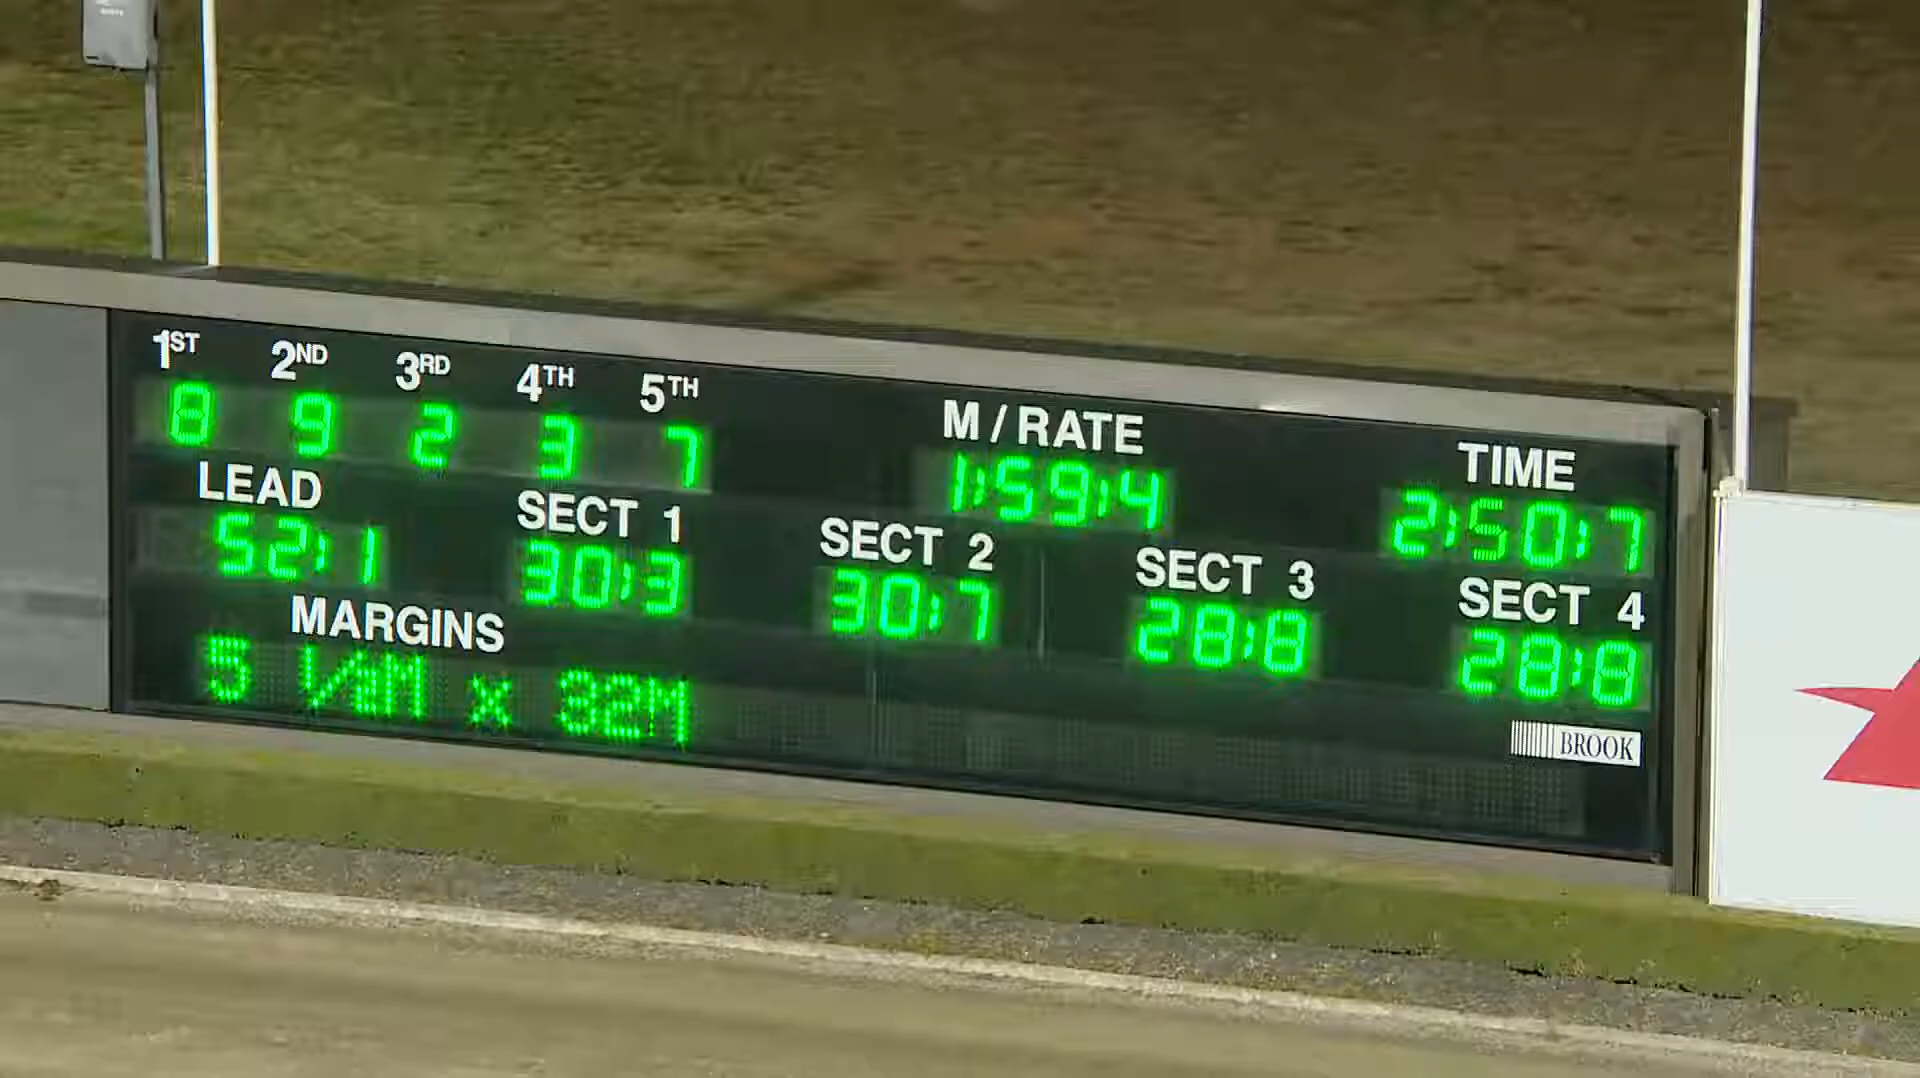 1ST 2ND 3RD 4TH 5TH
8 9 2 3 7
M / RATE
1:59:4
TIME
2:50:7
LEAD SECT 1 SECT 2 SECT 3 SECT 4
52:1 30:3 30:7 28:8 28:8
MARGINS
5 x 32M
BROOK